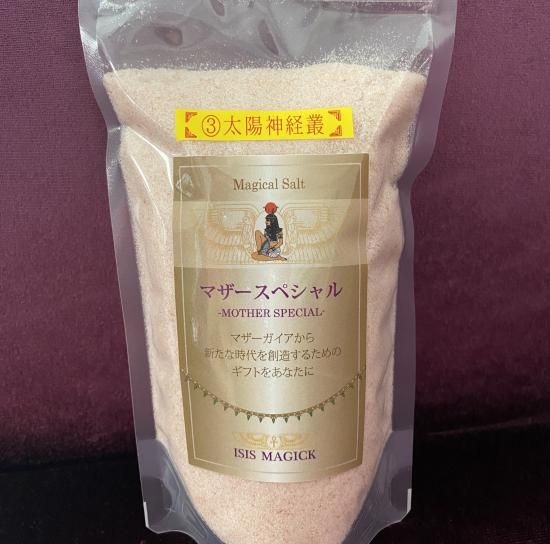 【③太陽神経叢】
Magical Salt
マザースペシャル
-MOTHER SPECIAL-
マザーガイアから
新たな時代を創造するための
ギフトをあなたに
ISIS MAGICK